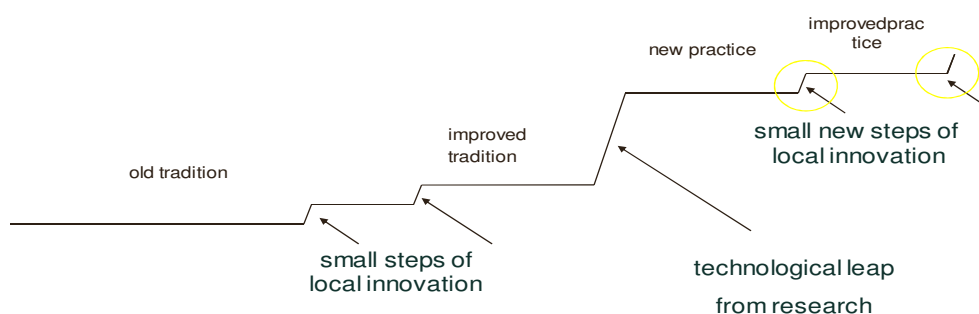 improvedprac
tice
new practice
small new steps of
local innovation
improved
tradition
old tradition
small steps of
local innovation
technological leap
from research